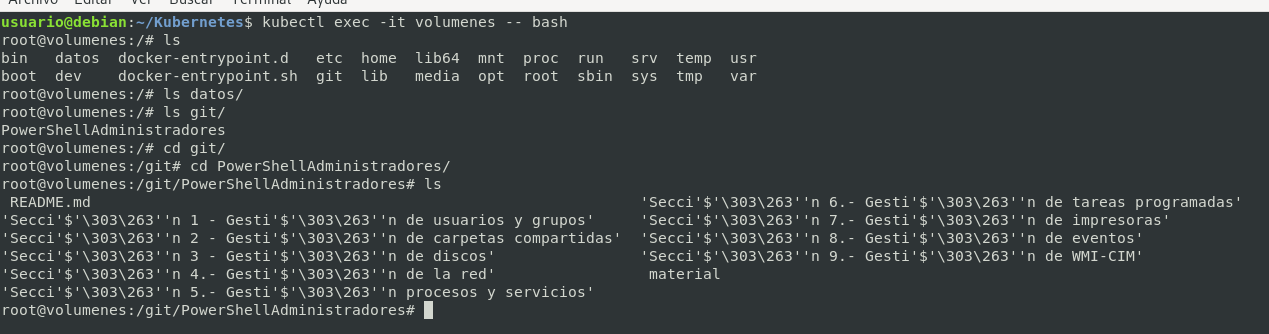 usuario@debian:~/Kubernetes$ kubectl exec -it volumenes -- bash
root@volumenes:/# ls
bin   datos  docker-entrypoint.d   etc  home  lib64  mnt  proc  run   srv  temp  usr
boot  dev    docker-entrypoint.sh  git  lib   media  opt  root  sbin  sys  tmp   var
root@volumenes:/# ls datos/
root@volumenes:/# ls git/
PowerShellAdministradores
root@volumenes:/# cd git/
root@volumenes:/git# cd PowerShellAdministradores/
root@volumenes:/git/PowerShellAdministradores# ls
 README.md                                                             'Secci'$'\303\263''n 6.- Gesti'$'\303\263''n de tareas programadas'
'Secci'$'\303\263''n 1 - Gesti'$'\303\263''n de usuarios y grupos'     'Secci'$'\303\263''n 7.- Gesti'$'\303\263''n de impresoras'
'Secci'$'\303\263''n 2 - Gesti'$'\303\263''n de carpetas compartidas'  'Secci'$'\303\263''n 8.- Gesti'$'\303\263''n de eventos'
'Secci'$'\303\263''n 3 - Gesti'$'\303\263''n de discos'                'Secci'$'\303\263''n 9.- Gesti'$'\303\263''n de WMI-CIM'
'Secci'$'\303\263''n 4.- Gesti'$'\303\263''n de la red'                 material
'Secci'$'\303\263''n 5.- Gesti'$'\303\263''n procesos y servicios'
root@volumenes:/git/PowerShellAdministradores#